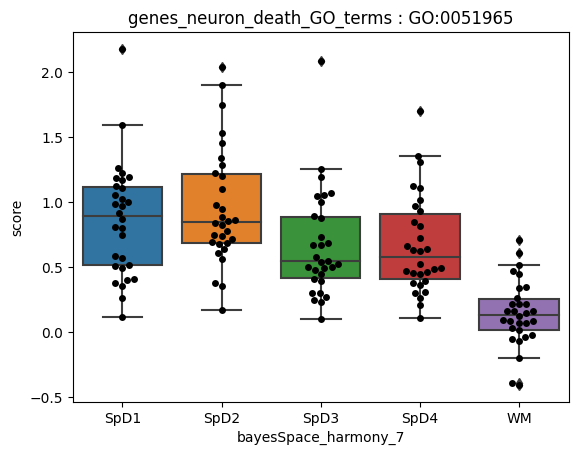 genes_neuron_death_GO_terms : GO:0051965
2.0
1.5
1.0
0.5
0.0
−0.5
score
SpD1 SpD2 SpD3 SpD4 WM
bayesSpace_harmony_7